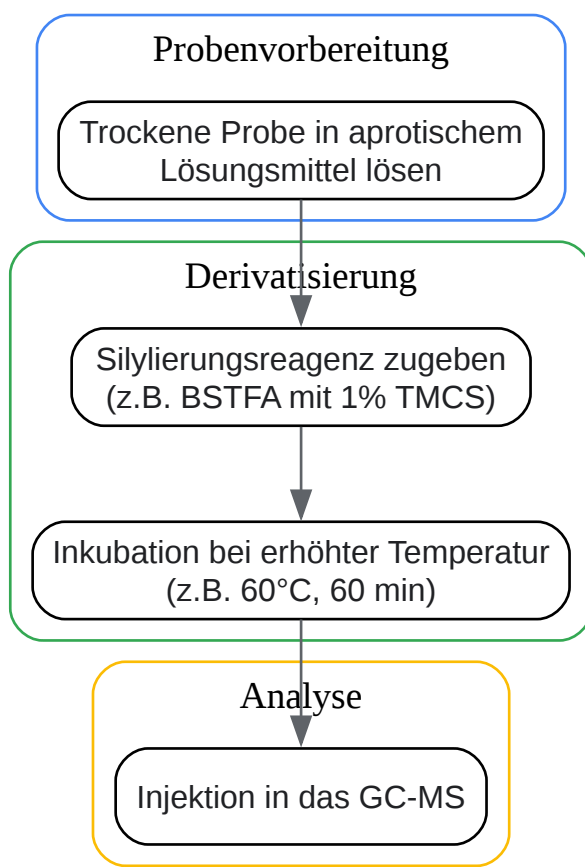 Probenvorbereitung
Trockene Probe in aprotischem
Lösungsmittel lösen
Derivatisierung
Silylierungsreagenz zugeben
(z.B. BSTFA mit 1% TMCS)
Inkubation bei erhöhter Temperatur
(z.B. 60°C, 60 min)
Analyse
Injektion in das GC-MS